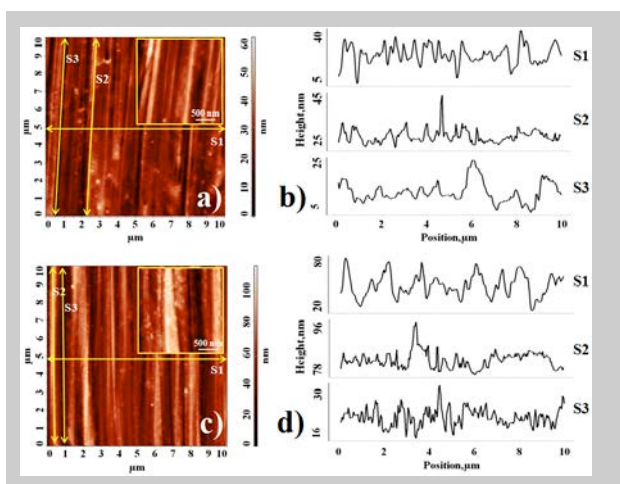 10
9
8
7
6
5
4
3
2
1
0
µm
S3
S2
500 nm
S1
a)
0 1 2 3 4 5 6 7 8 9 10
µm
60
50
40
30
20
10
0
nm
b)
Height,nm
40
5
S1
45
25
S2
25
5
S3
0 2 4 6 8 10
Position,µm
10
9
8
7
6
5
4
3
2
1
0
µm
S2
S3
500 nm
S1
c)
0 1 2 3 4 5 6 7 8 9 10
µm
100
80
60
40
20
0
nm
d)
Height,nm
80
20
S1
96
78
S2
30
16
S3
0 2 4 6 8 10
Position,µm